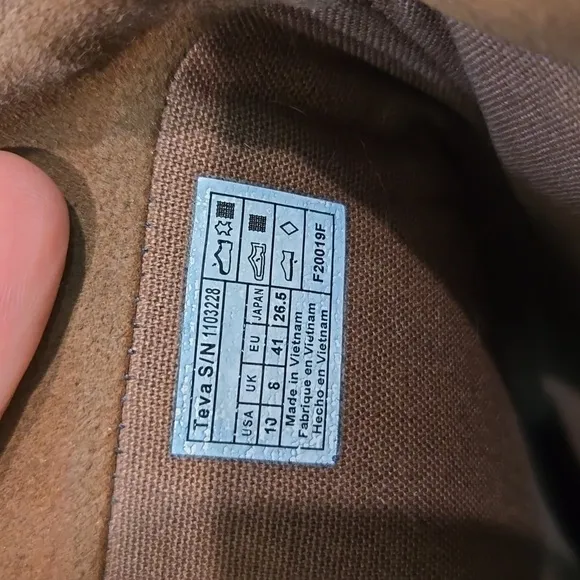 Teva S/N 1103228
USA UK EU JAPAN
10 8 41 26.5
Made in Vietnam
Fabriqué en Vietnam
Hecho en Vietnam
F20019F